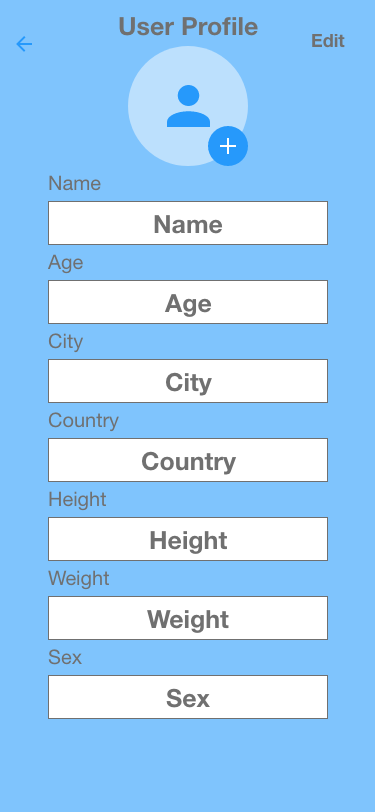 User Profile
Edit
Name
Name
Age
Age
City
City
Country
Country
Height
Height
Weight
Weight
Sex
Sex